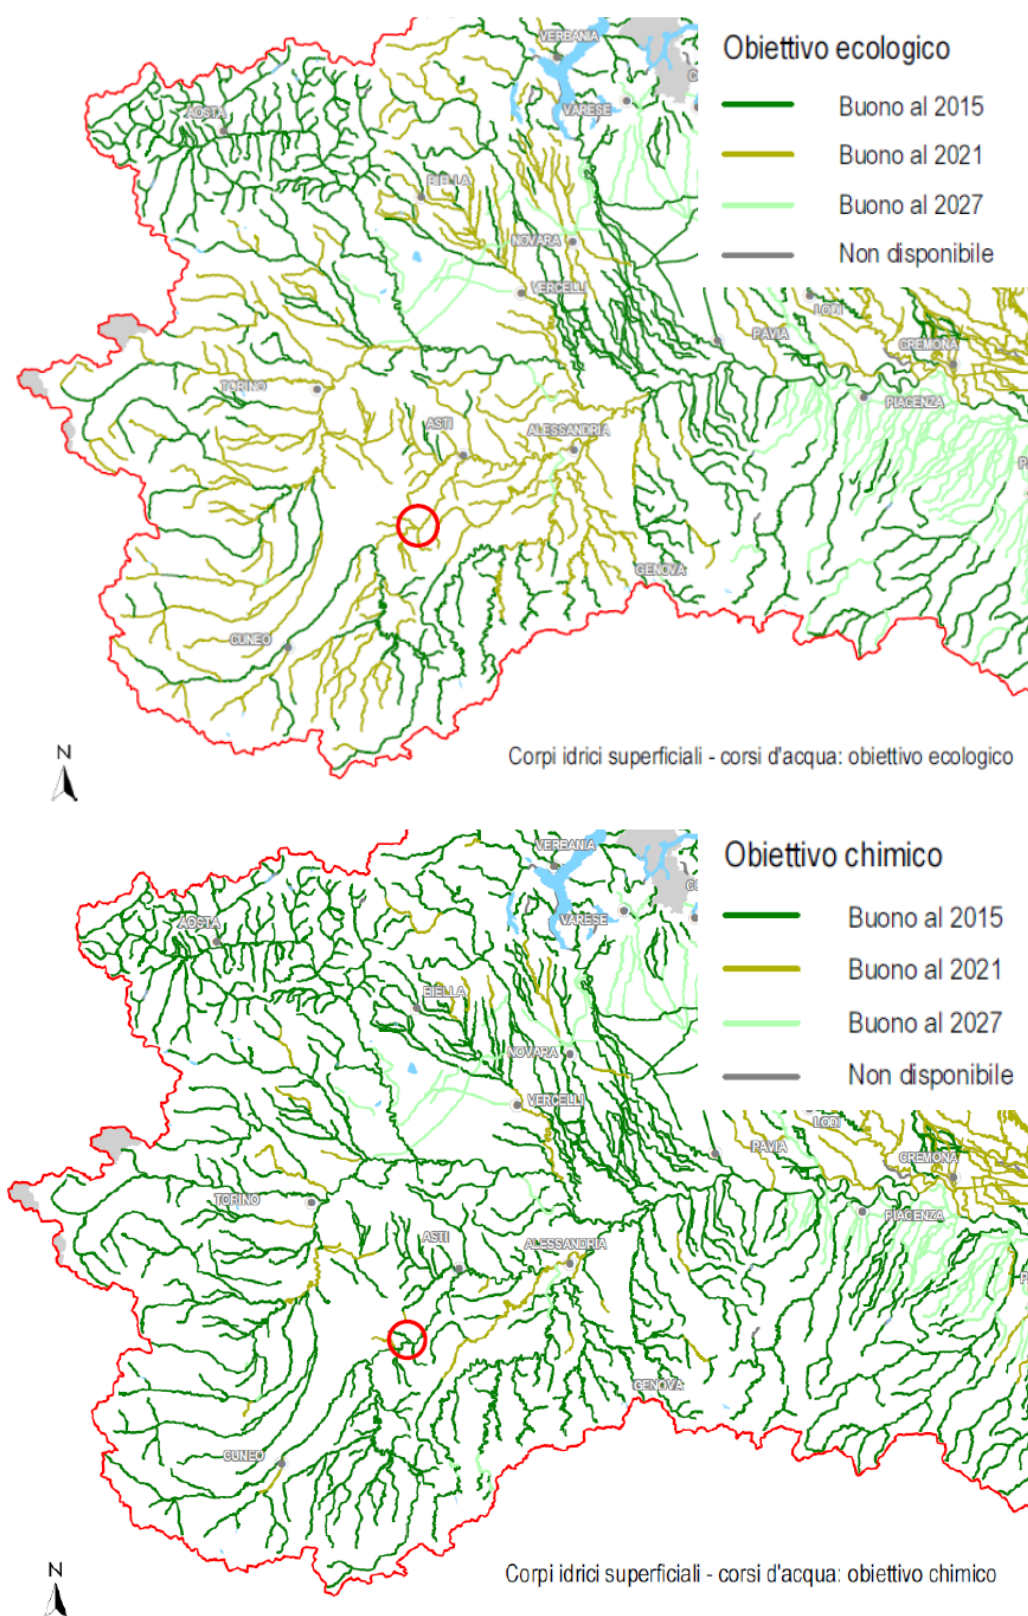 VERBANIA
Obiettivo ecologico
Buono al 2015
AOSTA
VARESE
Buono al 2021
BIELLA
Buono al 2027
NOVARA
Non disponibile
VERCELLI
LODI
PAVIA
CREMONA
TORINO
PIACENZA
ASTI
ALESSANDRIA
GENOVA
CUNEO
N
Corpi idrici superficiali - corsi d'acqua: obiettivo ecologico
VERBANIA
Obiettivo chimico
Buono al 2015
AOSTA
VARESE
Buono al 2021
BIELLA
Buono al 2027
NOVARA
Non disponibile
VERCELLI
LODI
PAVIA
CREMONA
TORINO
PIACENZA
ASTI
ALESSANDRIA
GENOVA
CUNEO
N
Corpi idrici superficiali - corsi d'acqua: obiettivo chimico